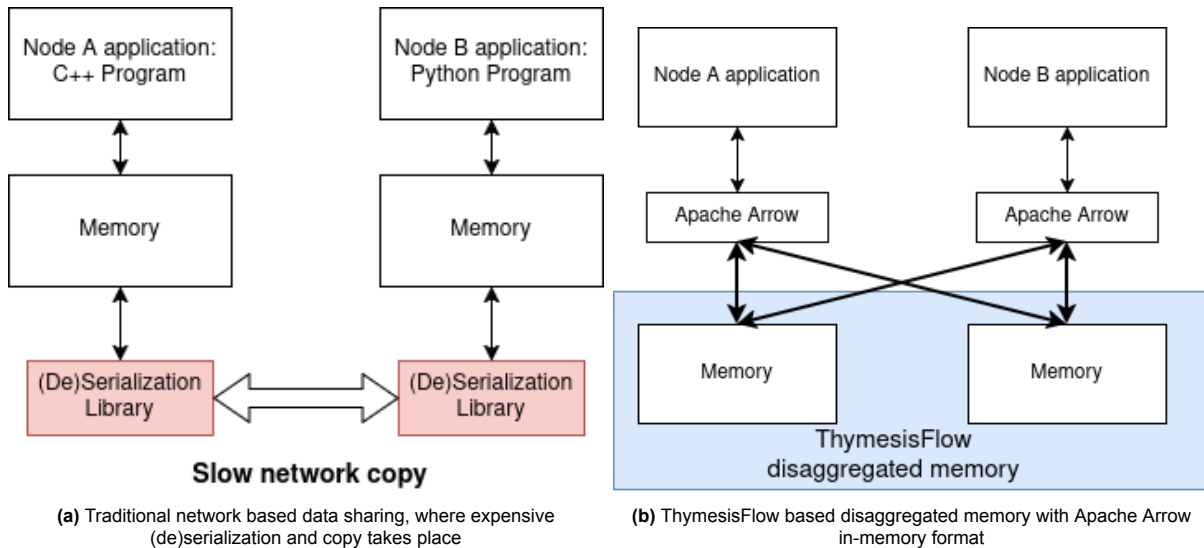 Node A application:
C++ Program
Node B application:
Python Program
Memory
Memory
(De)Serialization
Library
(De)Serialization
Library
Slow network copy
(a) Traditional network based data sharing, where expensive
(de)serialization and copy takes place
Node A application
Node B application
Apache Arrow
Apache Arrow
Memory
Memory
ThymesisFlow
disaggregated memory
(b) ThymesisFlow based disaggregated memory with Apache Arrow
in-memory format